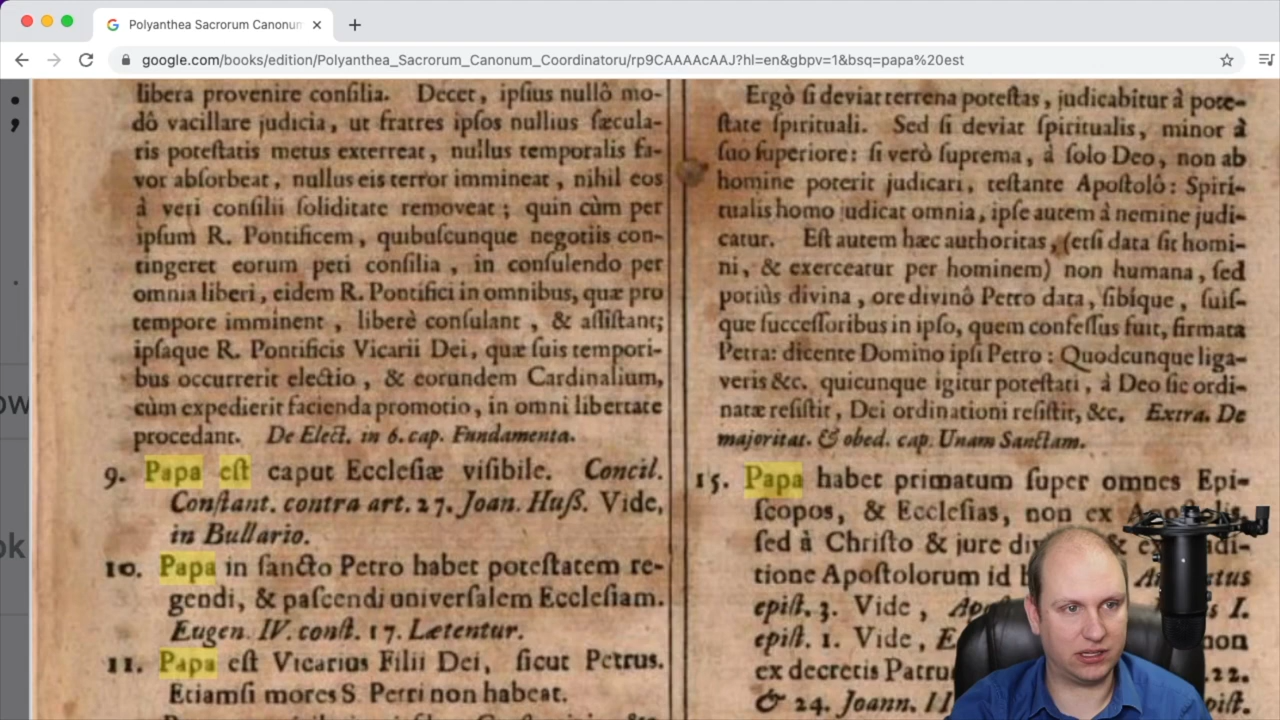 Polyanthea Sacrorum Canonum
google.com/books/edition/Polyanthea_Sacrorum_Canonum_Coordinatoru/rp9CAAAAcAAJ?hl=en&gbpv=1&bsq=papa%20est
libera provenire conſilia. Decet, ipſius nullô mo-
dô vacillare judicia, ut fratres ipſos nullius ſæcula-
ris poteſtatis metus exterreat, nullus temporalis fa-
vor abſorbeat, nullus eis terror immineat, nihil eos
à veri conſilii ſoliditate removeat; quin cùm per
ipſum R. Pontificem, quibuſcunque negotiis con-
tingeret eorum peti conſilia, in conſulendo per
omnia liberi, eidem R. Pontifici in omnibus, quæ pro
tempore imminent, liberè conſulant, & aſſiſtant;
ipſaque R. Pontificis Vicarii Dei, quæ ſuis tempori-
bus occurrerit electio, & eorundem Cardinalium,
cùm expedierit facienda promotio, in omni libertate
procedant. De Elect. in 6. cap. Fundamenta.
9. Papa eſt caput Eccleſiæ viſibile. Concil.
Conſtant. contra art. 27. Joan. Huß. Vide,
in Bullario.
10. Papa in ſancto Petro habet poteſtatem re-
gendi, & paſcendi univerſalem Eccleſiam.
Eugen. IV. conſt. 17. Lætentur.
11. Papa eſt Vicarius Filii Dei, ſicut Petrus.
Etiamſi mores S. Petri non habeat.
Ergò ſi deviat terrena poteſtas, judicabitur à pote-
ſtate ſpirituali. Sed ſi deviat ſpiritualis, minor à
ſuo ſuperiore: ſi verò ſuprema, à ſolo Deo, non ab
homine poterit judicari, teſtante Apoſtolô: Spiri-
tualis homo judicat omnia, ipſe autem à nemine judi-
catur. Eſt autem hæc authoritas, (etſi data ſit homi-
ni, & exerceatur per hominem) non humana, ſed
potiùs divina, ore divinô Petro data, ſibique, ſuiſ-
que ſucceſſoribus in ipſo, quem confeſſus fuit, firmata
Petra: dicente Domino ipſi Petro: Quodcunque liga-
veris &c. quicunque igitur poteſtati, à Deo ſic ordi-
natæ reſiſtit, Dei ordinationi reſiſtit, &c. Extra. De
majoritat. & obed. cap. Unam Sanctam.
15. Papa habet primatum ſuper omnes Epi-
ſcopos, & Eccleſias, non ex Apoſtolis,
ſed à Chriſto & jure
tione Apoſtolorum id
epiſt. 3. Vide, I.
epiſt. 1. Vide, non
ex decretis Patru 22.
& 24. Joann. epiſt.